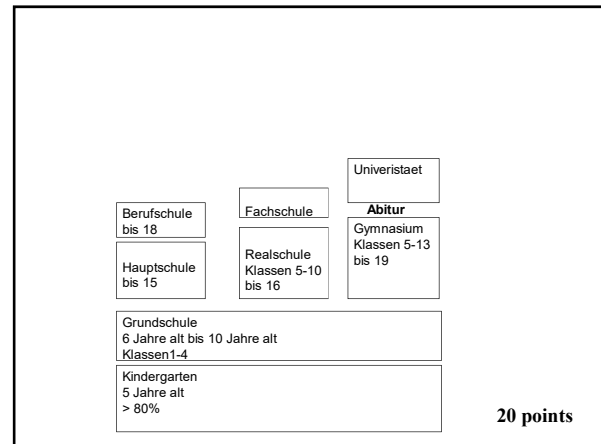 Univeristaet
Abitur
Berufschule
bis 18
Fachschule
Gymnasium
Klassen 5-13
bis 19
Hauptschule
bis 15
Realschule
Klassen 5-10
bis 16
Grundschule
6 Jahre alt bis 10 Jahre alt
Klassen1-4
Kindergarten
5 Jahre alt
> 80%
20 points